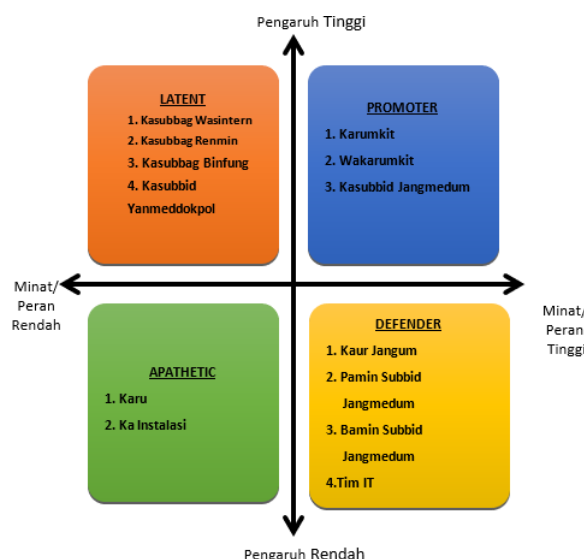 Pengaruh Tinggi
LATENT
1. Kasubbag Wasintern
2. Kasubbag Renmin
3. Kasubbag Binfung
4. Kasubbid
Yanmeddokpol
PROMOTER
1. Karumkit
2. Wakarumkit
3. Kasubbid Jangmedum
Minat/
Peran
Rendah
Minat/
Peran
Tinggi
APATHETIC
1. Karu
2. Ka Instalasi
DEFENDER
1. Kaur Jangum
2. Pamin Subbid
Jangmedum
3. Bamin Subbid
Jangmedum
4.Tim IT
Pengaruh Rendah